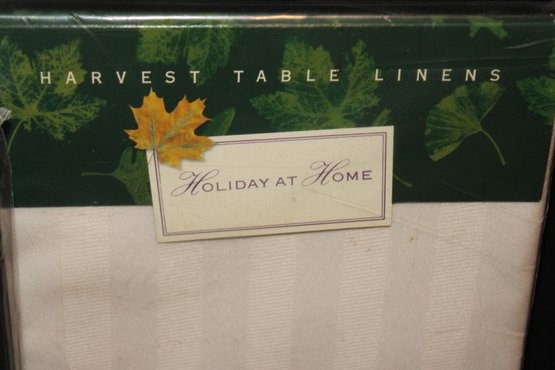 HARVEST TABLE LINENS
HOLIDAY AT HOME